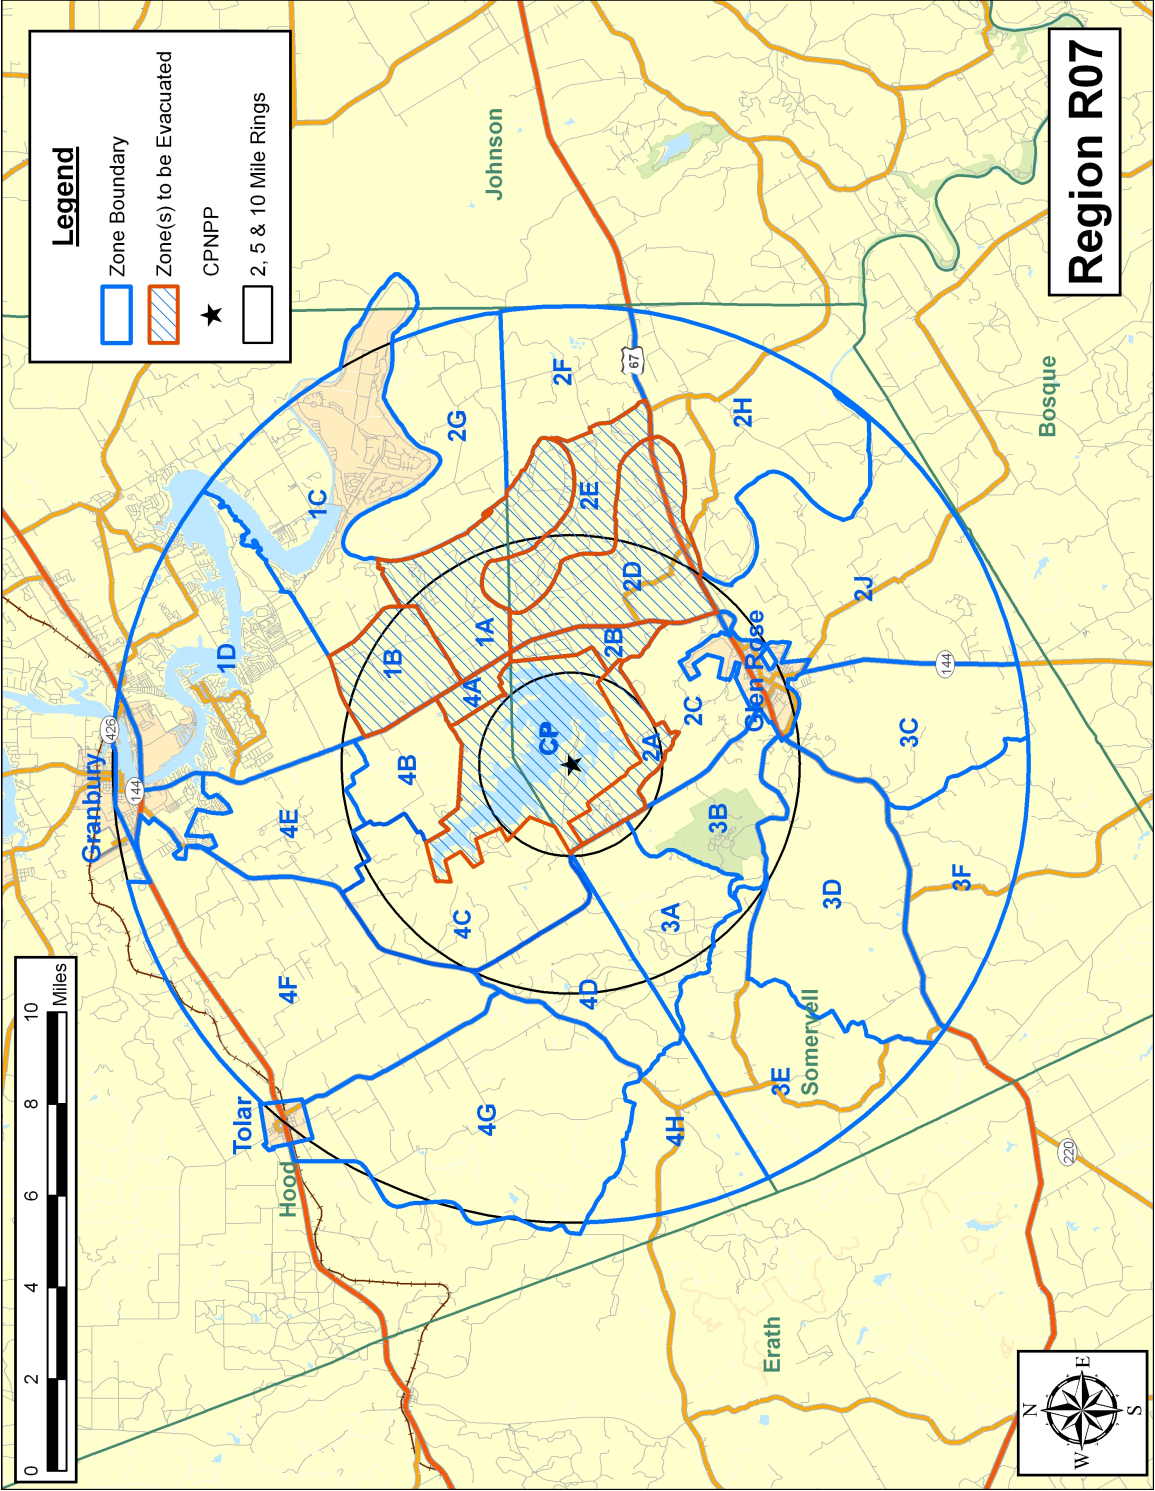 Legend
Zone Boundary
Zone(s) to be Evacuated
CPNPP
2, 5 & 10 Mile Rings
0 2 4 6 8 10
Miles
Granbury
426
144
1D
1C
Johnson
Tolar
Hood
4F
4E
4B
1B
4A
1A
2G
2F
67
4G
4C
CP
2E
2D
2B
4D
3A
2A
2C
2H
4H
3B
Glen Rose
3E
Somervell
3D
3C
2J
144
3F
Bosque
Erath
220
N
W E
S
Region R07